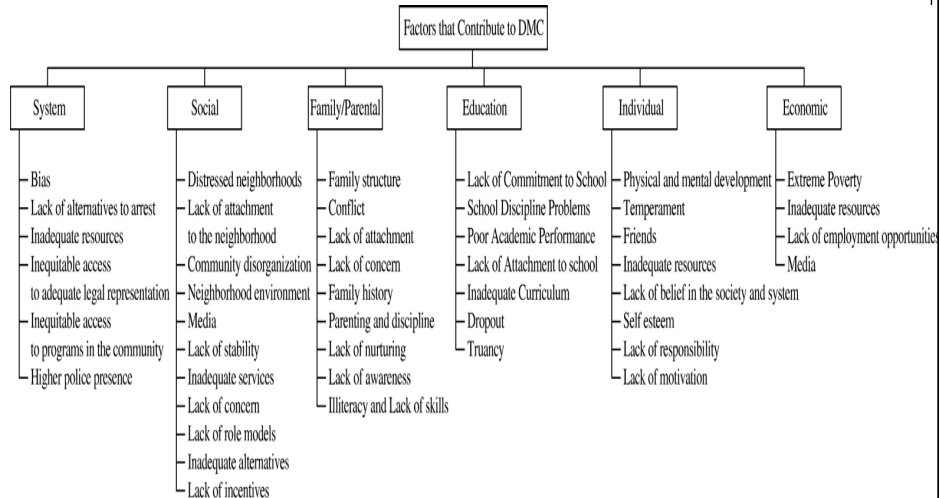 Factors that Contribute to DMC
System
Bias
Lack of alternatives to arrest
Inadequate resources
Inequitable access
to adequate legal representation
Inequitable access
to programs in the community
Higher police presence
Social
Distressed neighborhoods
Lack of attachment
to the neighborhood
Community disorganization
Neighborhood environment
Media
Lack of stability
Inadequate services
Lack of concern
Lack of role models
Inadequate alternatives
Lack of incentives
Family/Parental
Family structure
Conflict
Lack of attachment
Lack of concern
Family history
Parenting and discipline
Lack of nurturing
Lack of awareness
Illiteracy and Lack of skills
Education
Lack of Commitment to School
School Discipline Problems
Poor Academic Performance
Lack of Attachment to school
Inadequate Curriculum
Dropout
Truancy
Individual
Physical and mental development
Temperament
Friends
Inadequate resources
Lack of belief in the society and system
Self esteem
Lack of responsibility
Lack of motivation
Economic
Extreme Poverty
Inadequate resources
Lack of employment opportunities
Media